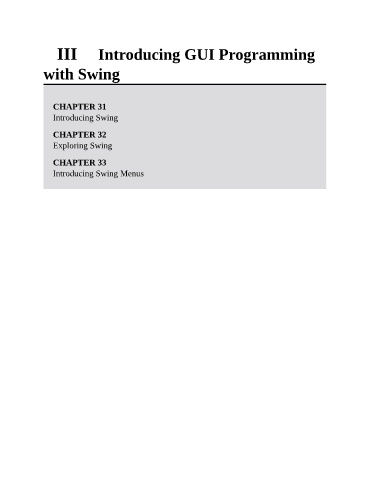 III Introducing GUI Programming
with Swing
CHAPTER 31
Introducing Swing
CHAPTER 32
Exploring Swing
CHAPTER 33
Introducing Swing Menus